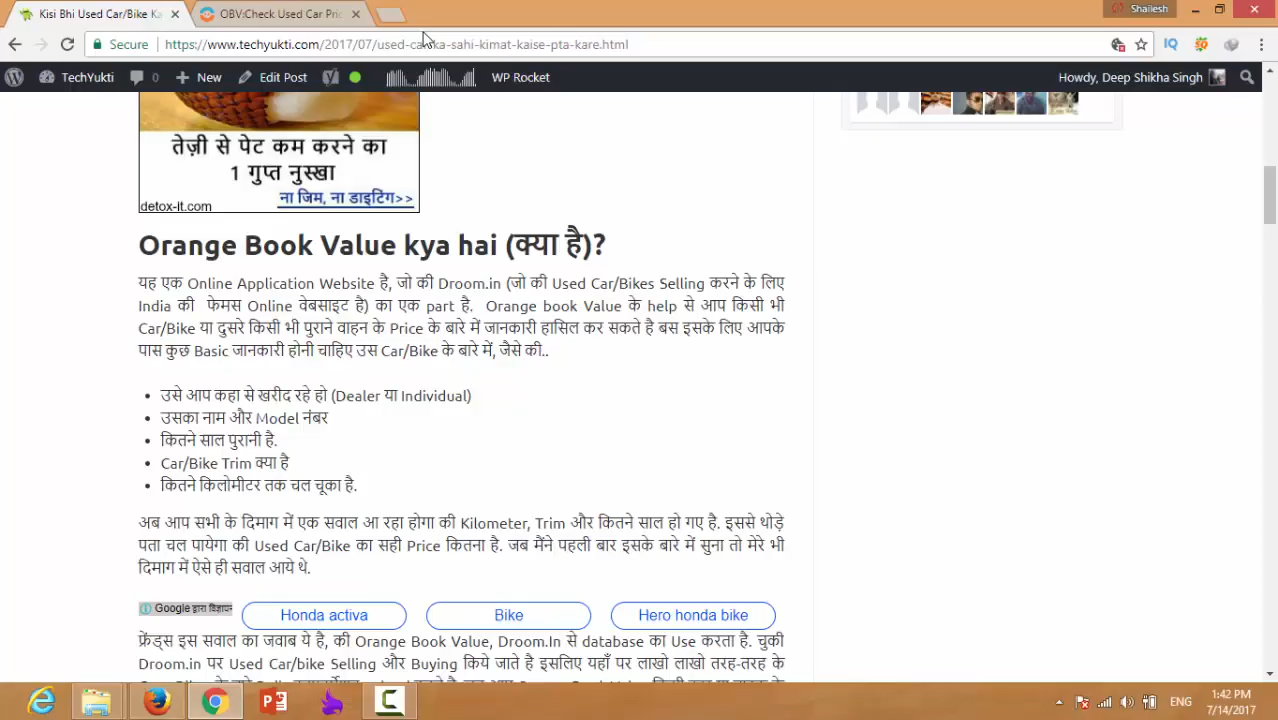 Kisi Bhi Used Car/Bike Ka
OBV:Check Used Car Pric
Shailesh
Secure
https://www.techyukti.com/2017/07/used-car-ka-sahi-kimat-kaise-pta-kare.html
TechYukti
0
New
Edit Post
WP Rocket
Howdy, Deep Shikha Singh
तेज़ी से पेट कम करने का
1 गुप्त नुस्खा
ना जिम, ना डाइटिंग>>
detox-it.com
Orange Book Value kya hai (क्या है)?
यह एक Online Application Website है, जो की Droom.in (जो की Used Car/Bikes Selling करने के लिए
India की फेमस Online वेबसाइट है) का एक part है. Orange book Value के help से आप किसी भी
Car/Bike या दुसरे किसी भी पुराने वाहन के Price के बारे में जानकारी हासिल कर सकते है बस इसके लिए आपके
पास कुछ Basic जानकारी होनी चाहिए उस Car/Bike के बारे में, जैसे की..
• उसे आप कहा से खरीद रहे हो (Dealer या Individual)
• उसका नाम और Model नंबर
• कितने साल पुरानी है.
• Car/Bike Trim क्या है
• कितने किलोमीटर तक चल चूका है.
अब आप सभी के दिमाग में एक सवाल आ रहा होगा की Kilometer, Trim और कितने साल हो गए है. इससे थोड़े
पता चल पायेगा की Used Car/Bike का सही Price कितना है. जब मैंने पहली बार इसके बारे में सुना तो मेरे भी
दिमाग में ऐसे ही सवाल आये थे.
Google द्वारा विज्ञापन
Honda activa
Bike
Hero honda bike
फ्रेंड्स इस सवाल का जवाब ये है, की Orange Book Value, Droom.In से database का Use करता है. चुकी
Droom.in पर Used Car/bike Selling और Buying किये जाते है इसलिए यहाँ पर लाखो लाखो तरह-तरह के
ENG
1:42 PM
7/14/2017